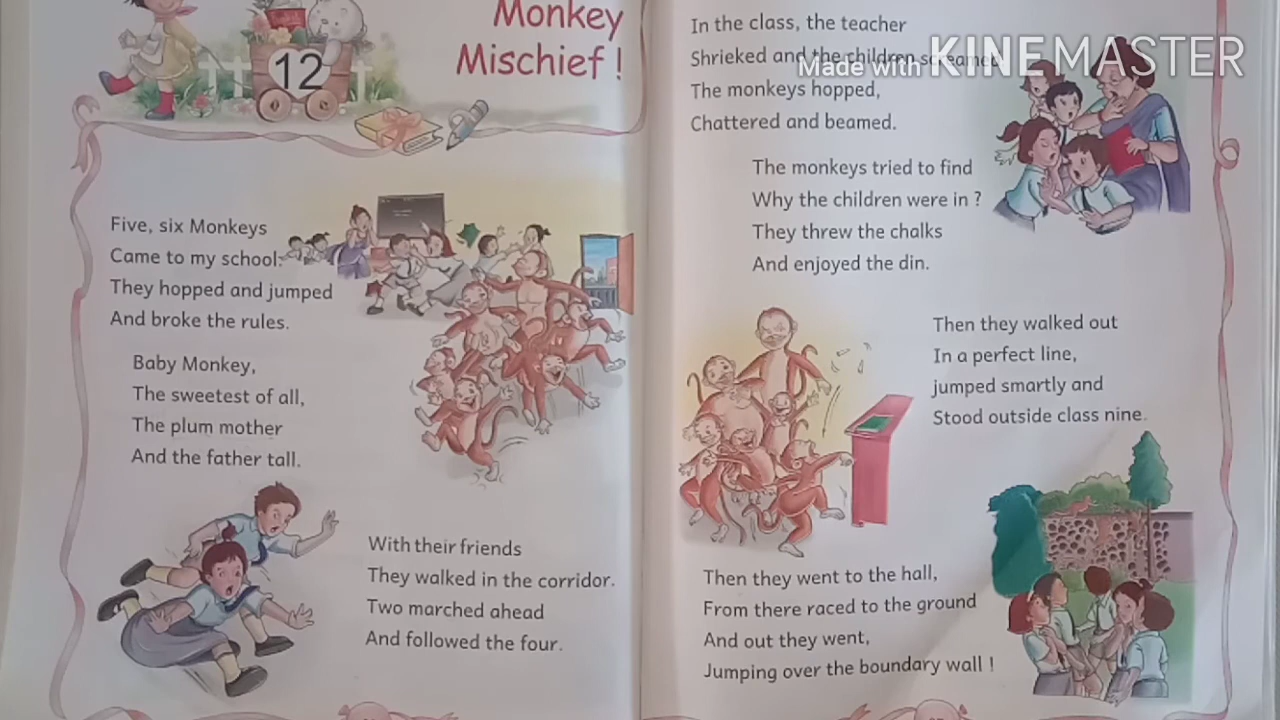 Monkey
Mischief !
12
Five, six Monkeys
Came to my school.
They hopped and jumped
And broke the rules.
Baby Monkey,
The sweetest of all,
The plum mother
And the father tall.
With their friends
They walked in the corridor.
Two marched ahead
And followed the four.
In the class, the teacher
Shrieked and the children screamed
Made with KINEMASTER
The monkeys hopped,
Chattered and beamed.
The monkeys tried to find
Why the children were in ?
They threw the chalks
And enjoyed the din.
Then they walked out
In a perfect line,
jumped smartly and
Stood outside class nine.
Then they went to the hall,
From there raced to the ground
And out they went,
Jumping over the boundary wall !